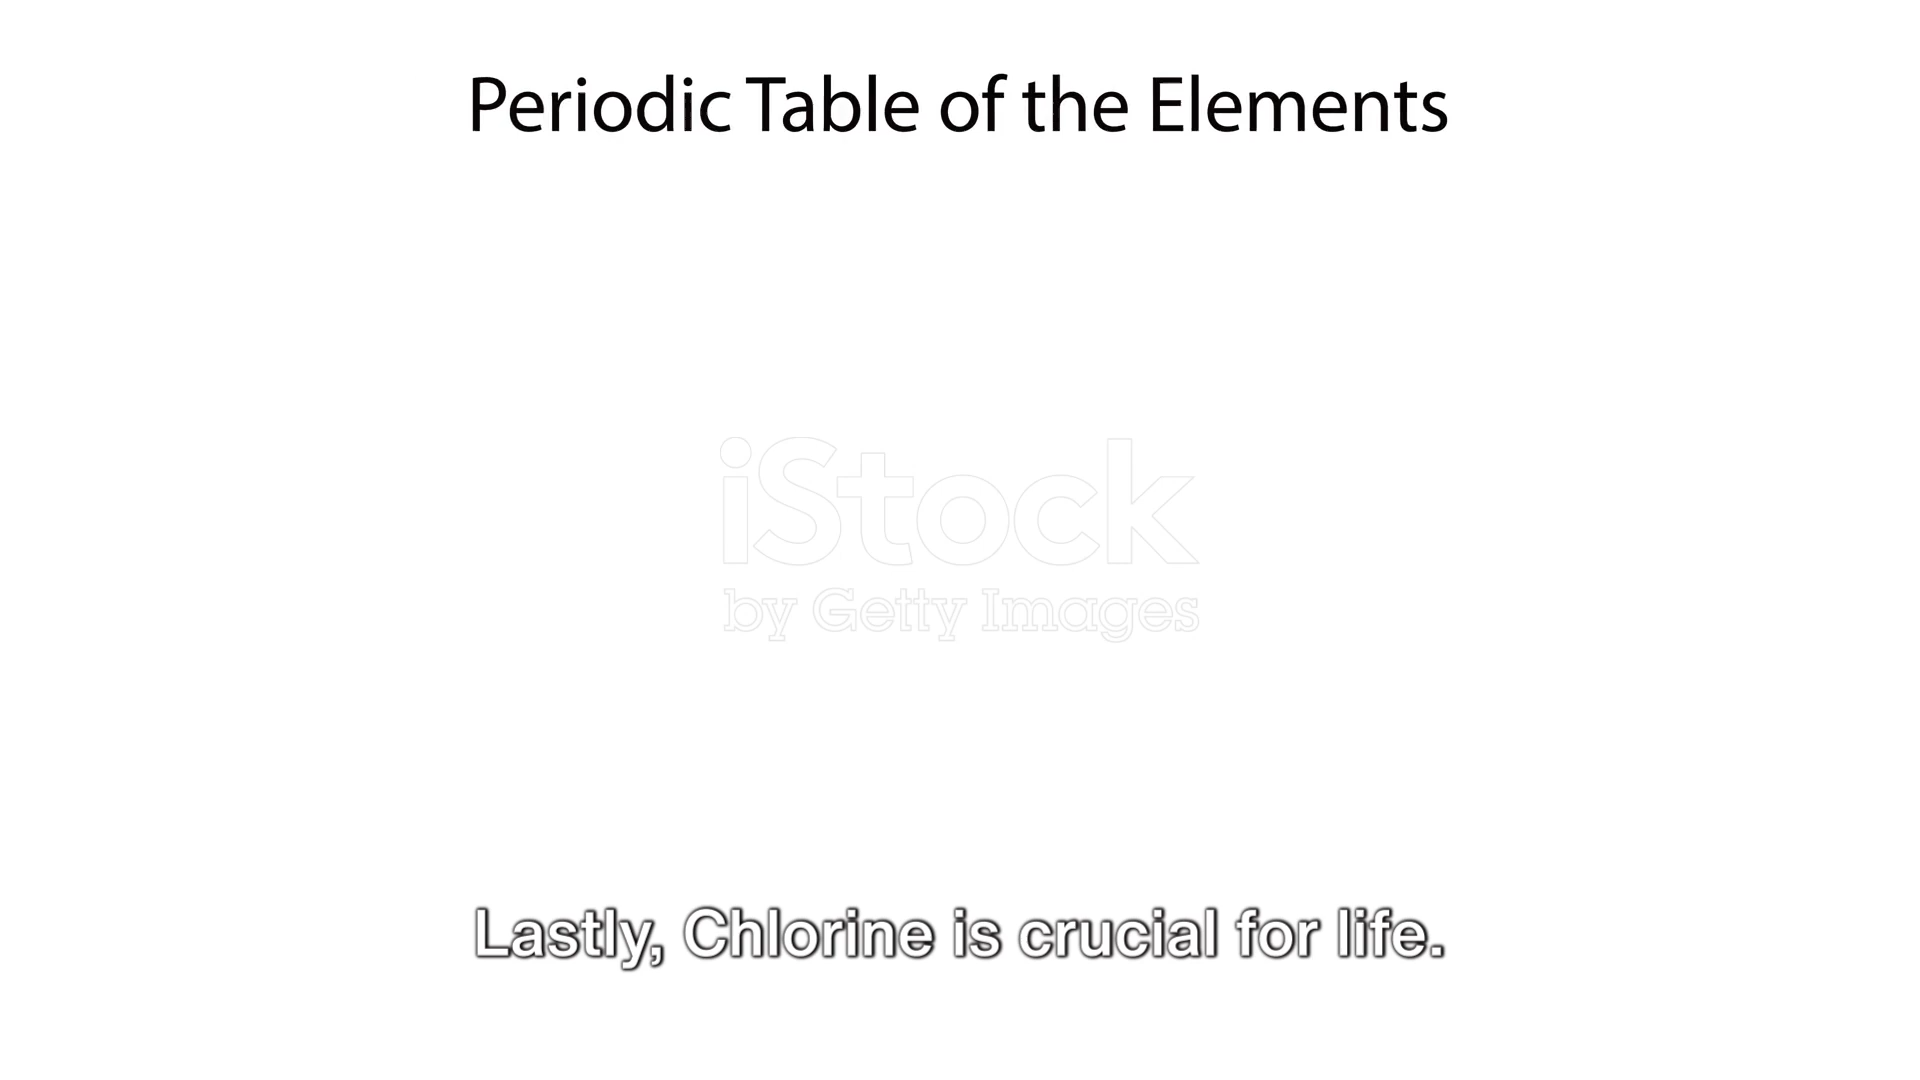 Periodic Table of the Elements
iStock
by Getty Images
Lastly, Chlorine is crucial for life.